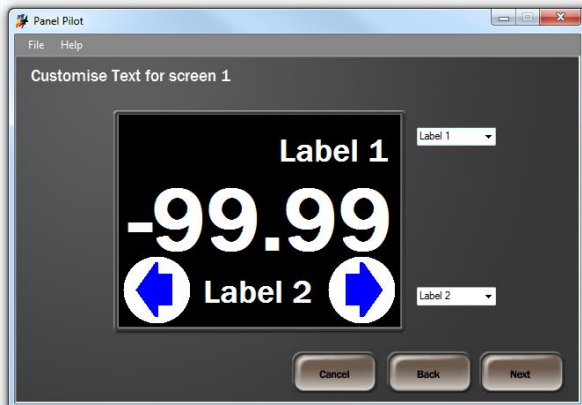 Panel Pilot
File Help
Customise Text for screen 1
Label 1
Label 1
-99.99
Label 2
Label 2
Cancel Back Next